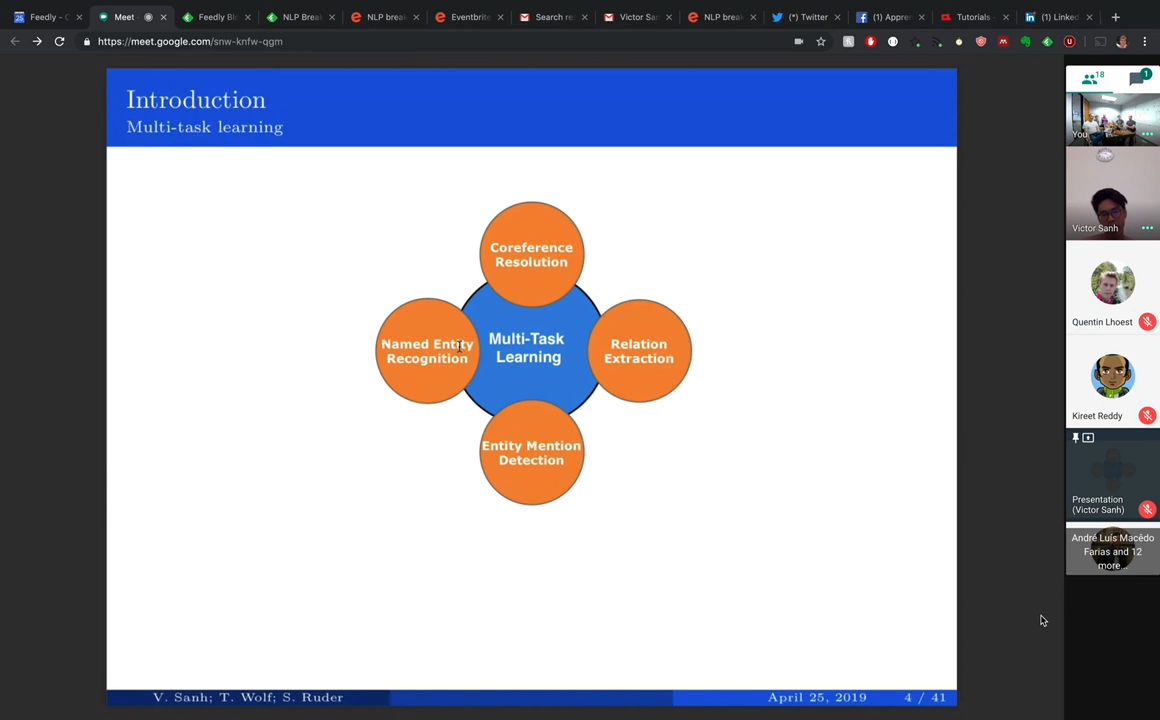 Feedly - C
Meet
Feedly Bl
NLP Break
NLP break
Eventbrite
Search re
Victor San
NLP break
(*) Twitter
(1) Appre
Tutorials -
(1) Linked
https://meet.google.com/snw-knfw-qgm
Introduction
Multi-task learning
Coreference
Resolution
Named Entity
Recognition
Multi-Task
Learning
Relation
Extraction
Entity Mention
Detection
V. Sanh; T. Wolf; S. Ruder
April 25, 2019
4 / 41
18
1
You
Victor Sanh
Quentin Lhoest
Kireet Reddy
Presentation
(Victor Sanh)
André Luís Macêdo
Farias and 12
more...